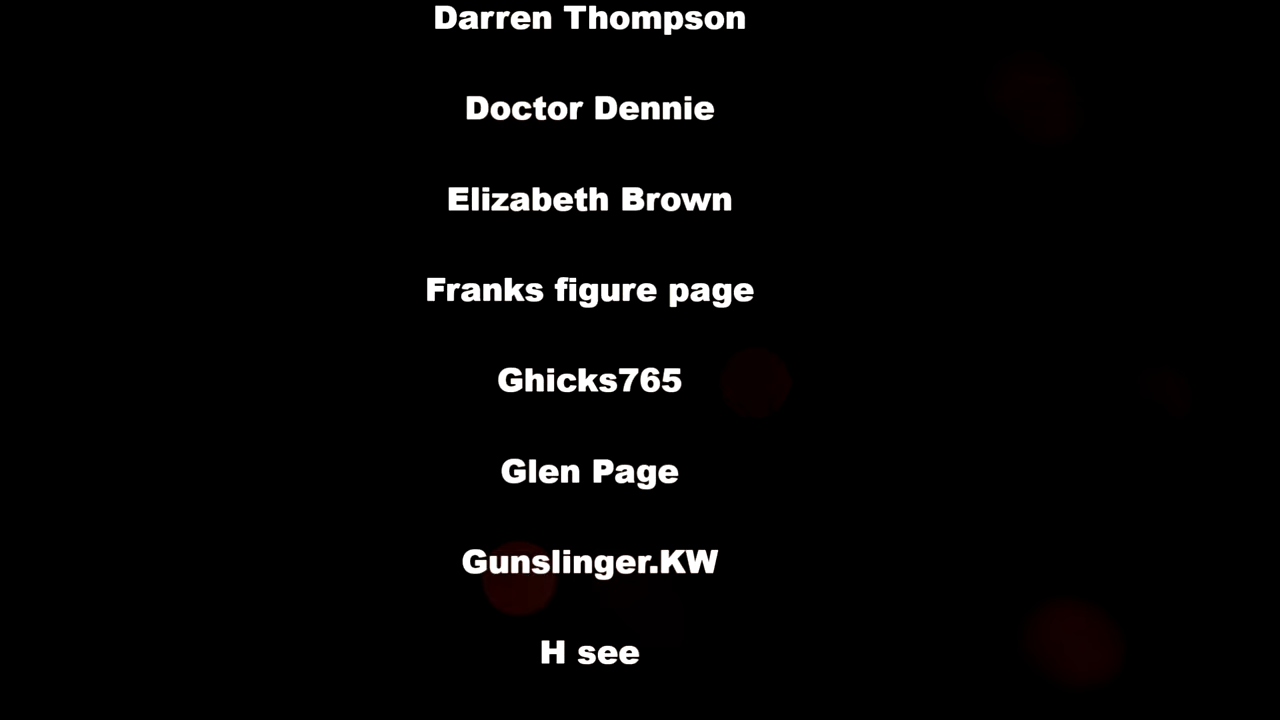 Darren Thompson
Doctor Dennie
Elizabeth Brown
Franks figure page
Ghicks765
Glen Page
Gunslinger.KW
H see